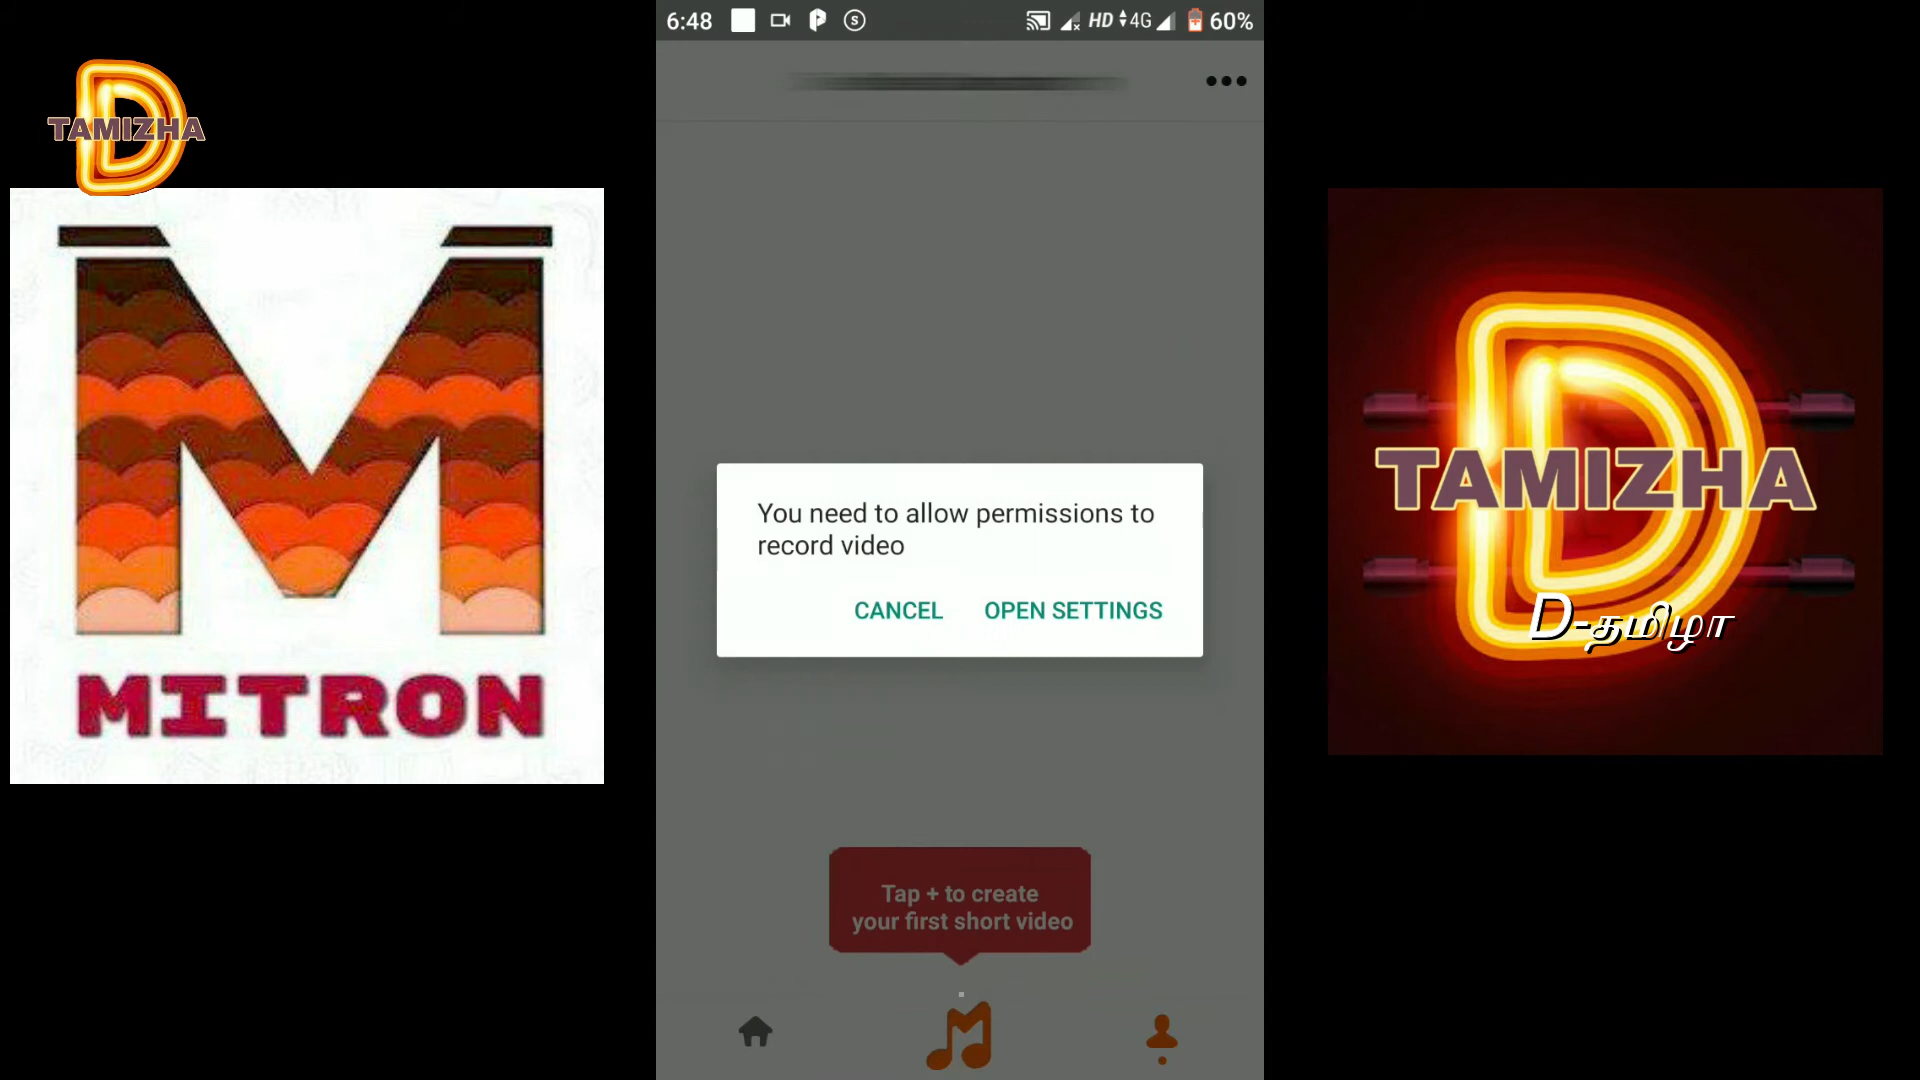 6:48
HD 4G 60%
TAMIZHA
MITRON
You need to allow permissions to
record video
CANCEL OPEN SETTINGS
Tap + to create
your first short video
TAMIZHA
D-தமிழா